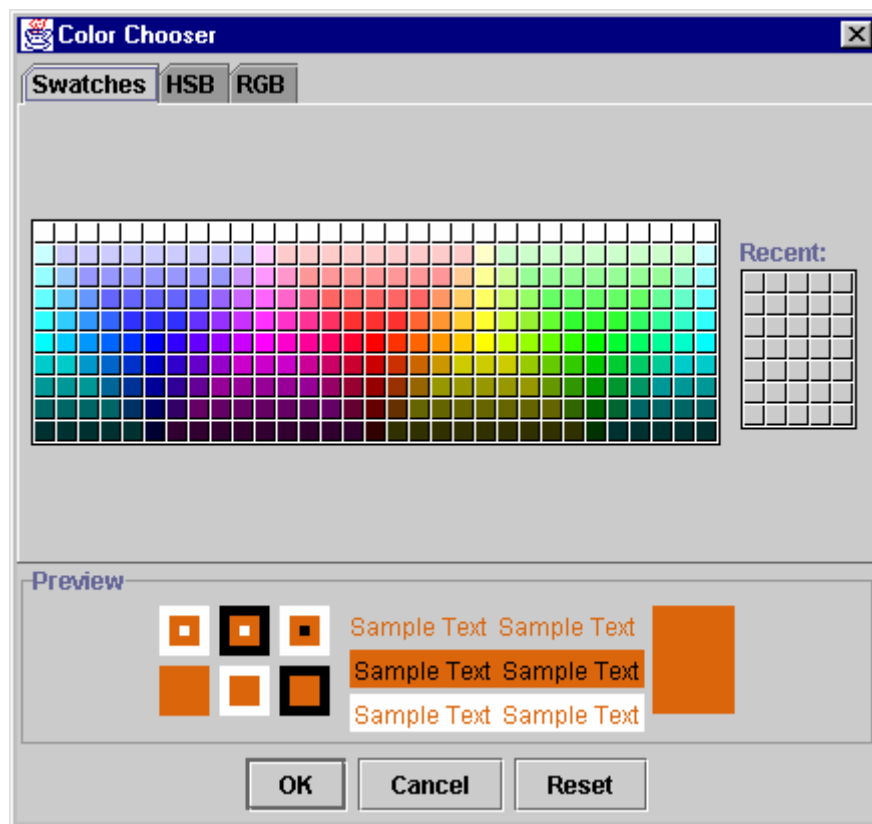 Color Chooser
Swatches HSB RGB
Recent:
Preview
Sample Text Sample Text
Sample Text Sample Text
Sample Text Sample Text
OK Cancel Reset